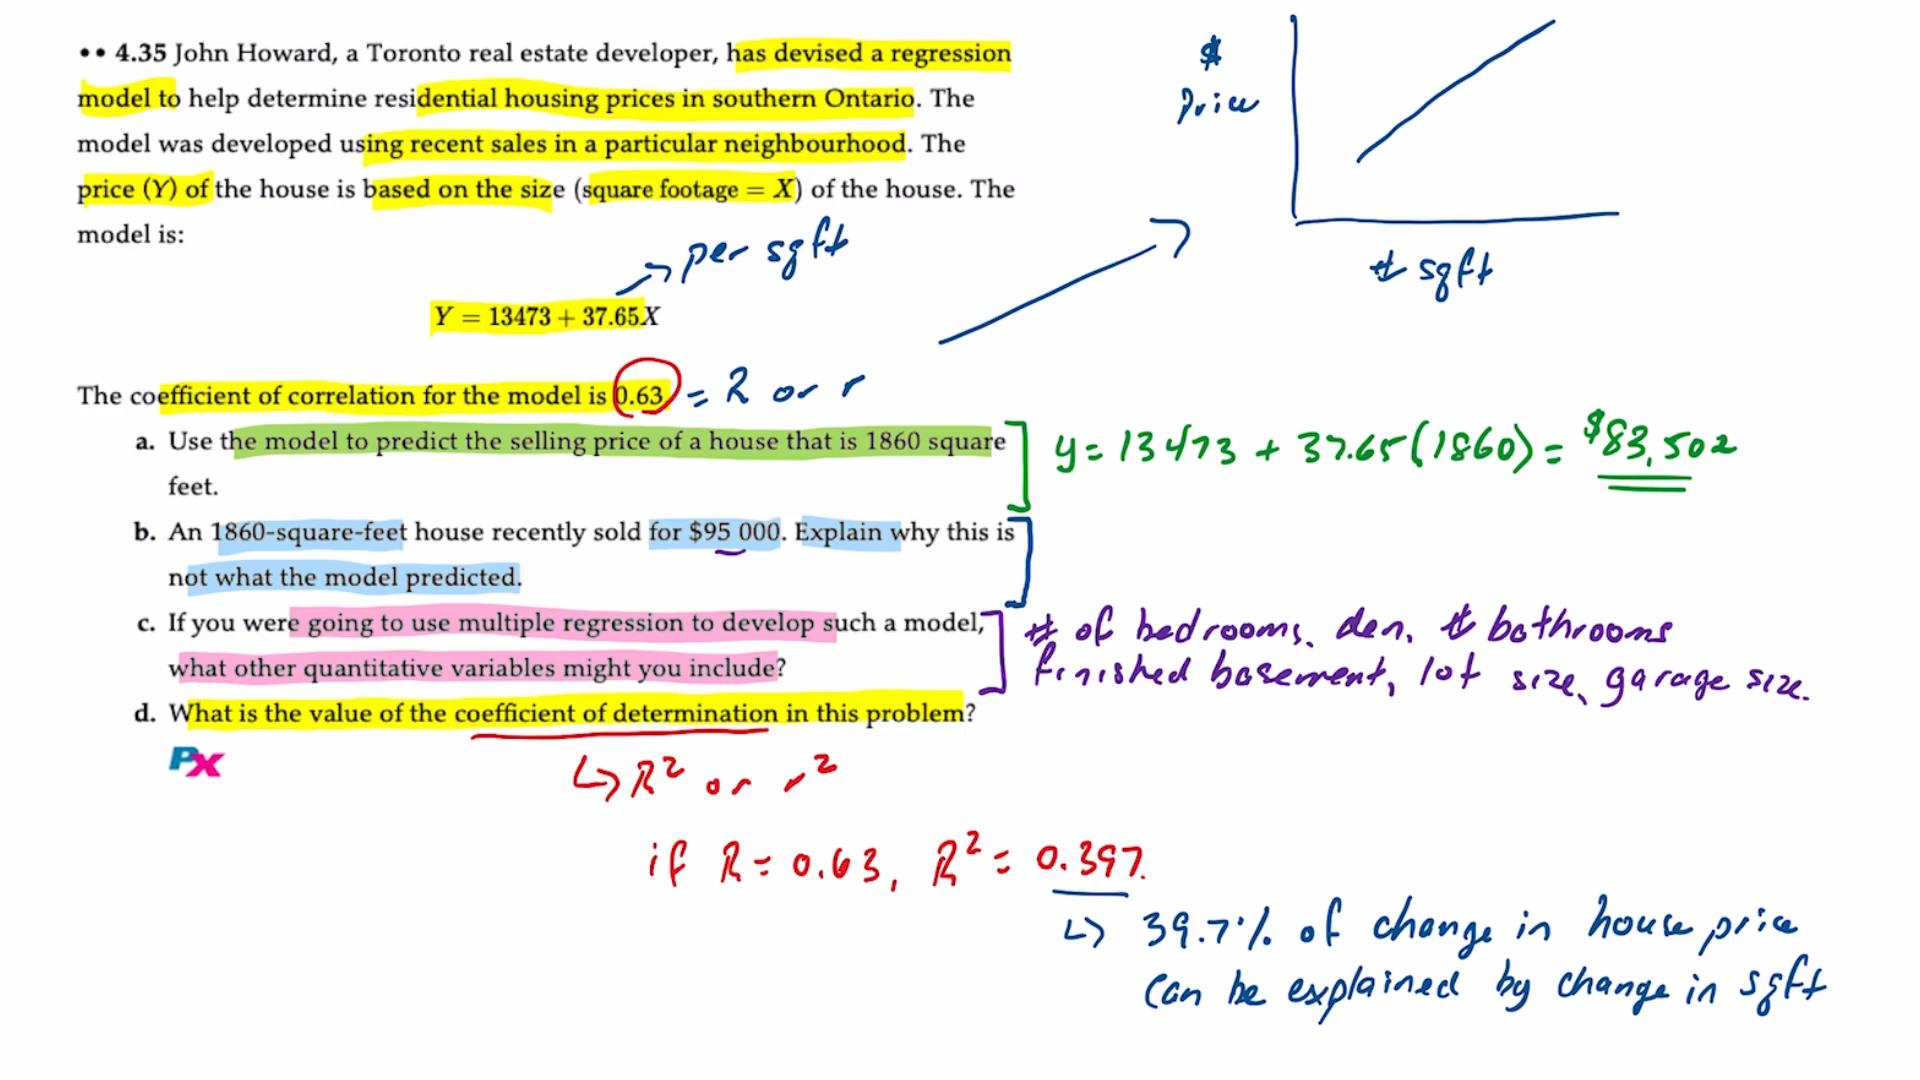 •• 4.35 John Howard, a Toronto real estate developer, has devised a regression
model to help determine residential housing prices in southern Ontario. The
model was developed using recent sales in a particular neighbourhood. The
price (Y) of the house is based on the size (square footage = X) of the house. The
model is:
$
Price
# sqft
→ per sqft
Y = 13473 + 37.65X
The coefficient of correlation for the model is 0.63 = R or r
a. Use the model to predict the selling price of a house that is 1860 square
feet.
y = 13473 + 37.65(1860) = $83,502
b. An 1860-square-feet house recently sold for $95 000. Explain why this is
not what the model predicted.
c. If you were going to use multiple regression to develop such a model,
what other quantitative variables might you include?
# of bedrooms, den, # bathrooms
finished basement, lot size, garage size.
d. What is the value of the coefficient of determination in this problem?
PX
↳ R² or r²
if R = 0.63, R² = 0.397.
↳ 39.7% of change in house price
can be explained by change in sqft